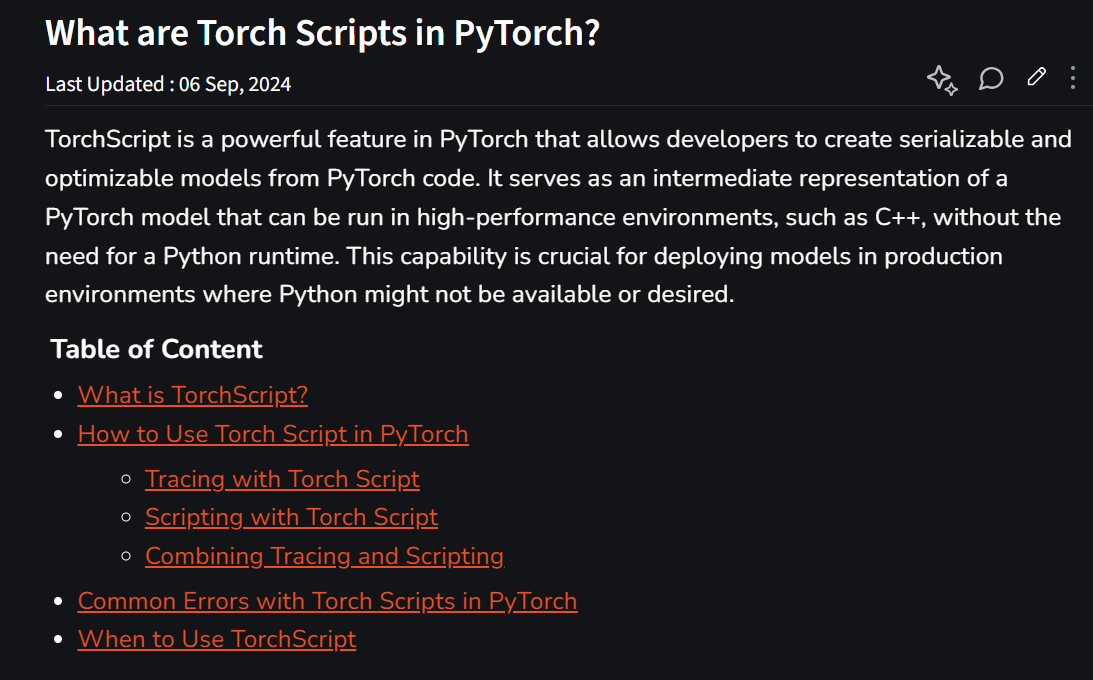 What are Torch Scripts in PyTorch?
Last Updated : 06 Sep, 2024
TorchScript is a powerful feature in PyTorch that allows developers to create serializable and
optimizable models from PyTorch code. It serves as an intermediate representation of a
PyTorch model that can be run in high-performance environments, such as C++, without the
need for a Python runtime. This capability is crucial for deploying models in production
environments where Python might not be available or desired.
Table of Content
What is TorchScript?
How to Use Torch Script in PyTorch
Tracing with Torch Script
Scripting with Torch Script
Combining Tracing and Scripting
Common Errors with Torch Scripts in PyTorch
When to Use TorchScript